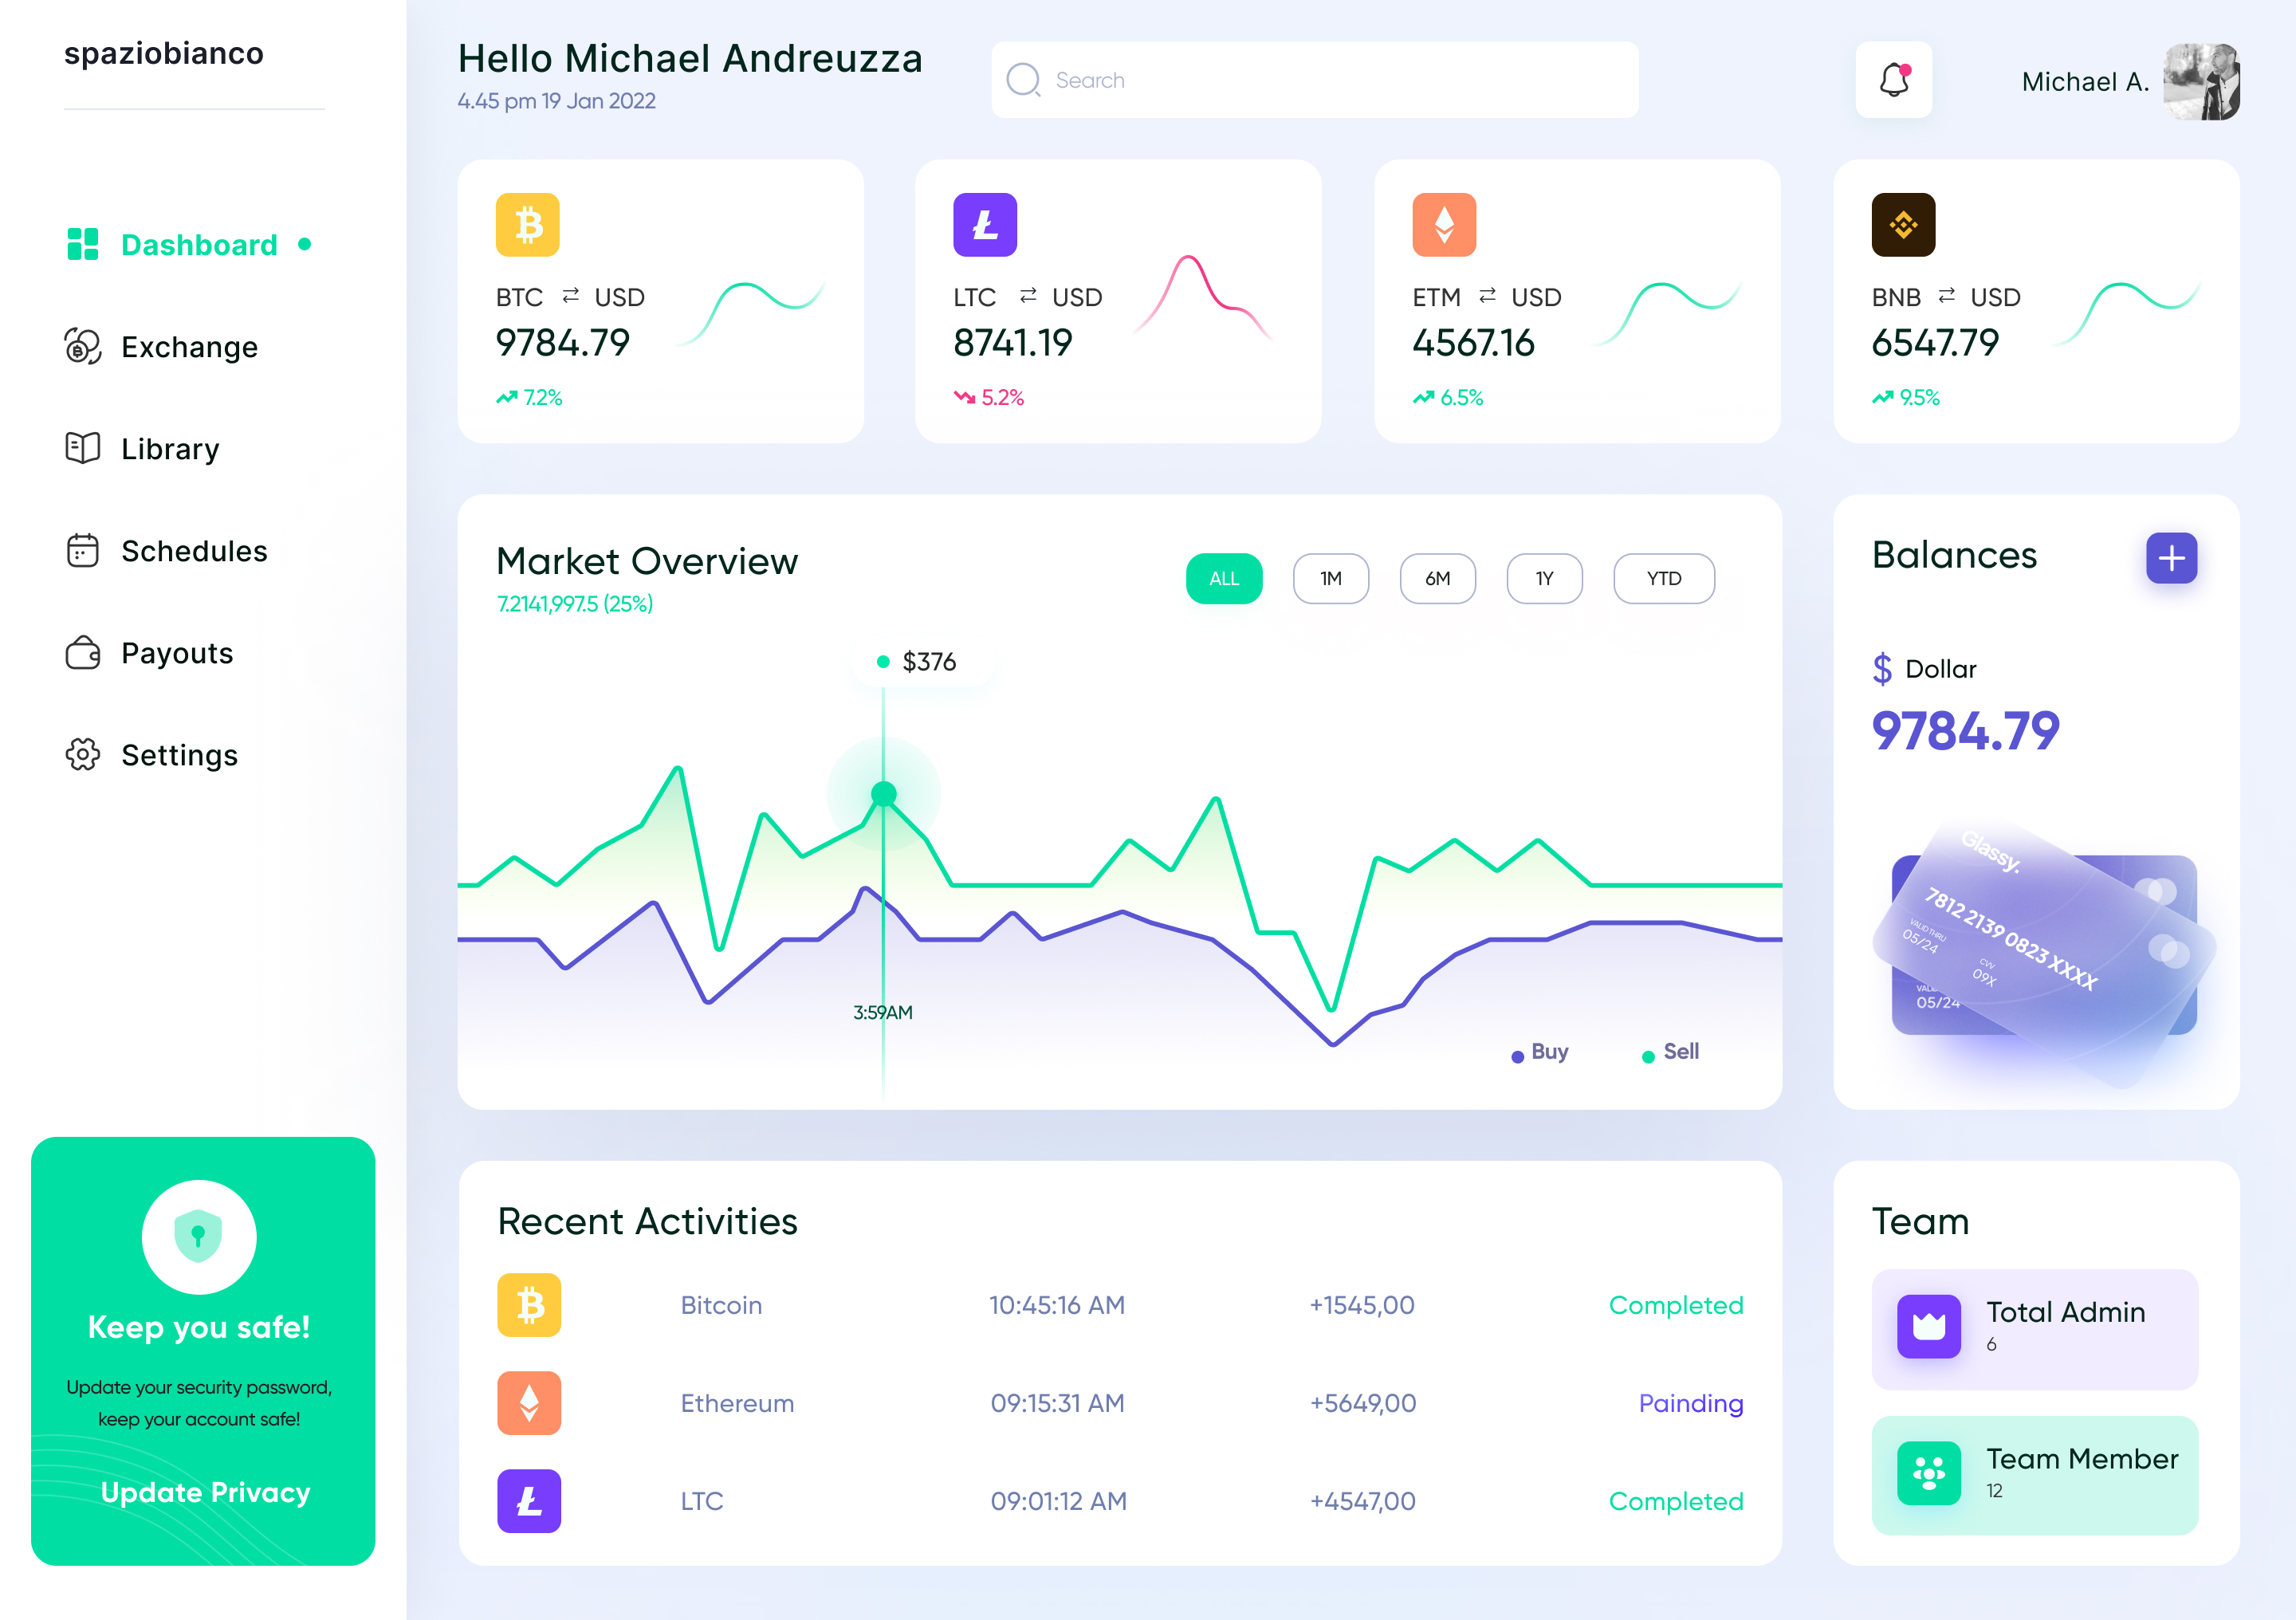 spaziobianco
Dashboard
Exchange
Library
Schedules
Payouts
Settings
Keep you safe!
Update your security password,
keep your account safe!
Update Privacy
Hello Michael Andreuzza
4.45 pm 19 Jan 2022
Search
Michael A.
BTC USD
9784.79
7.2%
LTC USD
8741.19
5.2%
ETM USD
4567.16
6.5%
BNB USD
6547.79
9.5%
Market Overview
7.2141,997.5 (25%)
ALL
1M
6M
1Y
YTD
$376
3:59AM
Buy
Sell
Balances
$ Dollar
9784.79
Glassy.
7812 2139 0823 XXXX
VALID THRU
05/24
CVV
09X
05/24
Recent Activities
Bitcoin 10:45:16 AM +1545,00 Completed
Ethereum 09:15:31 AM +5649,00 Painding
LTC 09:01:12 AM +4547,00 Completed
Team
Total Admin
6
Team Member
12